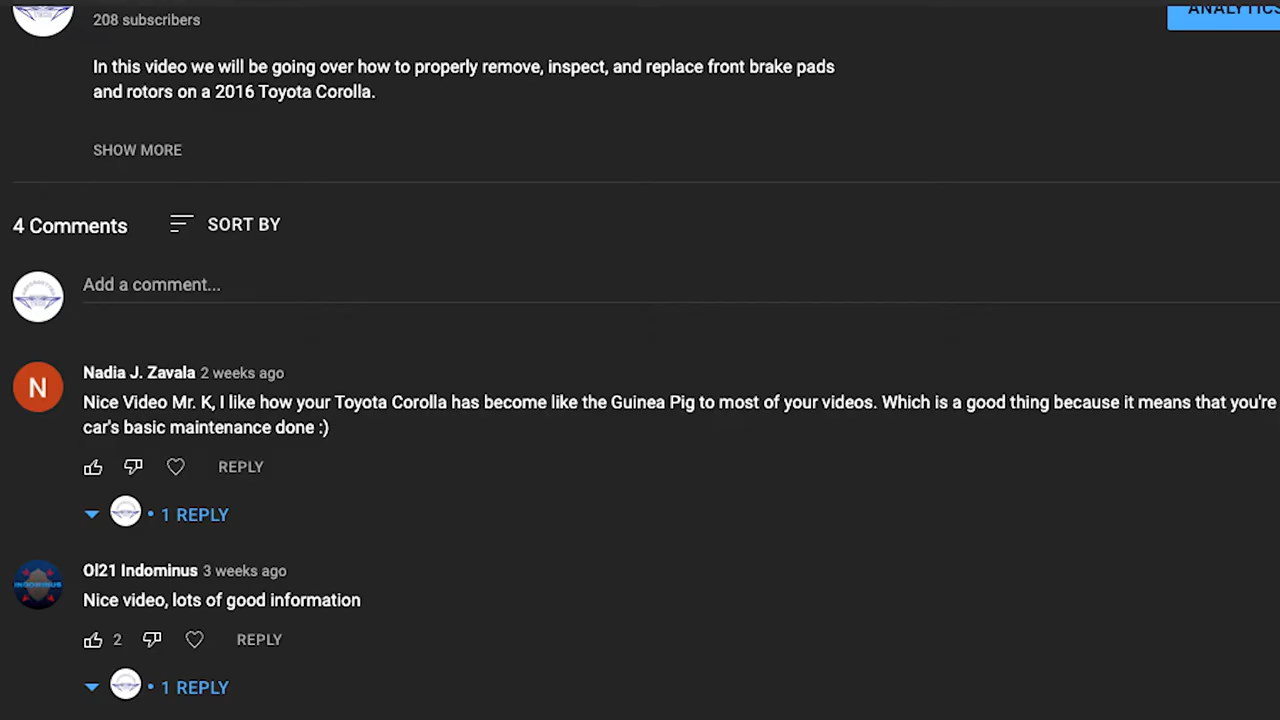 208 subscribers
ANALYTICS
In this video we will be going over how to properly remove, inspect, and replace front brake pads
and rotors on a 2016 Toyota Corolla.
SHOW MORE
4 Comments
SORT BY
Add a comment...
Nadia J. Zavala 2 weeks ago
Nice Video Mr. K, I like how your Toyota Corolla has become like the Guinea Pig to most of your videos. Which is a good thing because it means that you're
car's basic maintenance done :)
REPLY
• 1 REPLY
Ol21 Indominus 3 weeks ago
Nice video, lots of good information
2
REPLY
• 1 REPLY
N
INDOMINUS